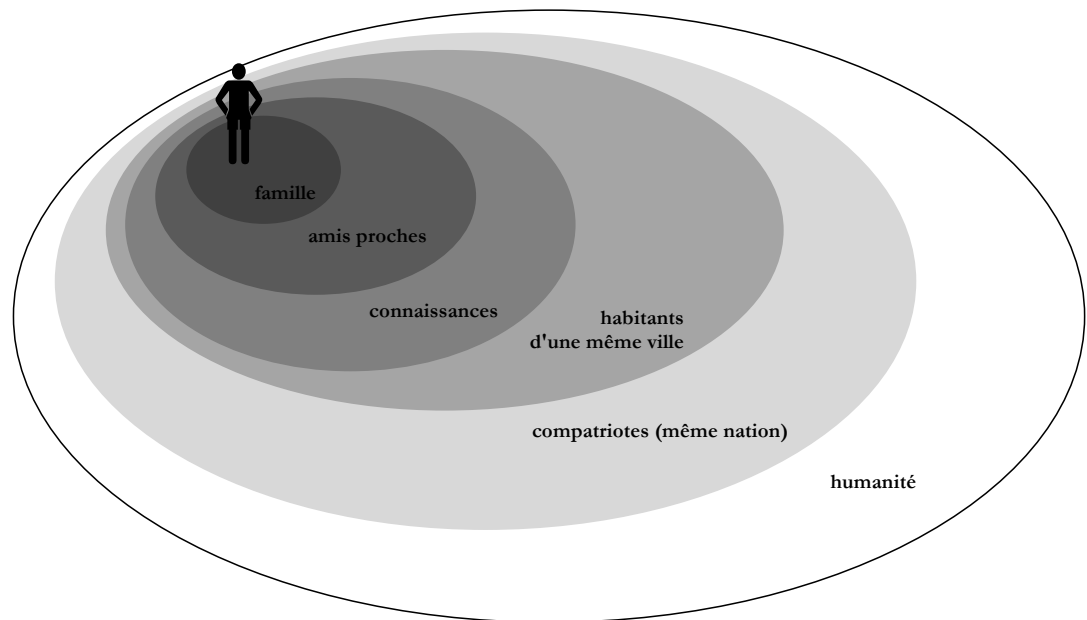 famille
amis proches
connaissances
habitants
d'une même ville
compatriotes (même nation)
humanité